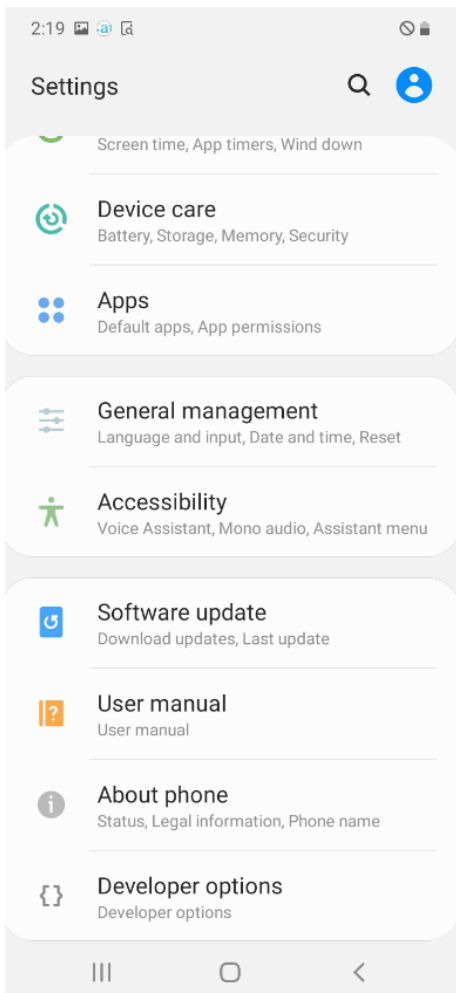 2:19
Settings
Screen time, App timers, Wind down
Device care
Battery, Storage, Memory, Security
Apps
Default apps, App permissions
General management
Language and input, Date and time, Reset
Accessibility
Voice Assistant, Mono audio, Assistant menu
Software update
Download updates, Last update
User manual
User manual
About phone
Status, Legal information, Phone name
Developer options
Developer options